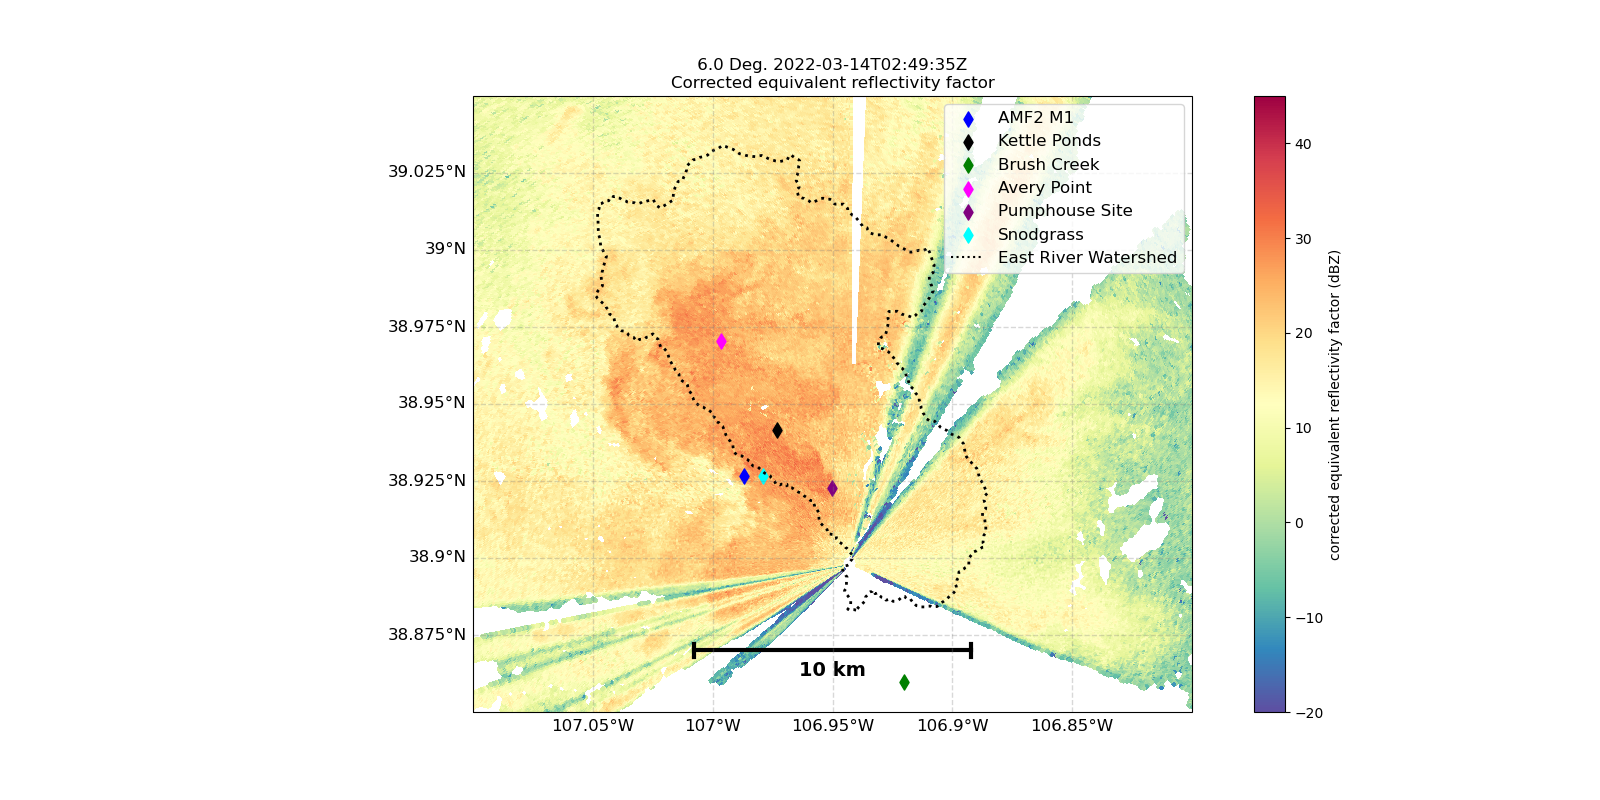 6.0 Deg. 2022-03-14T02:49:35Z
Corrected equivalent reflectivity factor
AMF2 M1
Kettle Ponds
Brush Creek
Avery Point
Pumphouse Site
Snodgrass
East River Watershed
39.025°N
39°N
38.975°N
38.95°N
38.925°N
38.9°N
38.875°N
10 km
107.05°W 107°W 106.95°W 106.9°W 106.85°W
40
30
20
10
0
−10
−20
corrected equivalent reflectivity factor (dBZ)